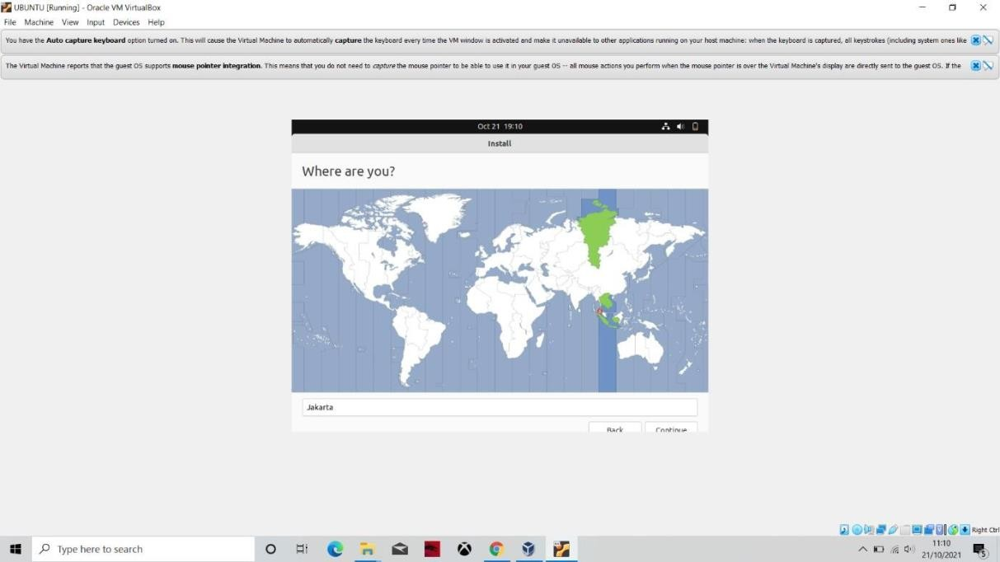 UBUNTU [Running] - Oracle VM VirtualBox
File Machine View Input Devices Help
You have the Auto capture keyboard option turned on. This will cause the Virtual Machine to automatically capture the keyboard every time the VM window is activated and make it unavailable to other applications running on your host machine: when the keyboard is captured, all keystrokes (including system ones like
The Virtual Machine reports that the guest OS supports mouse pointer integration. This means that you do not need to capture the mouse pointer to be able to use it in your guest OS -- all mouse actions you perform when the mouse pointer is over the Virtual Machine's display are directly sent to the guest OS. If the
Oct 21 19:10
Install
Where are you?
Jakarta
Back Continue
Right Ctrl
Type here to search
11:10
21/10/2021
5